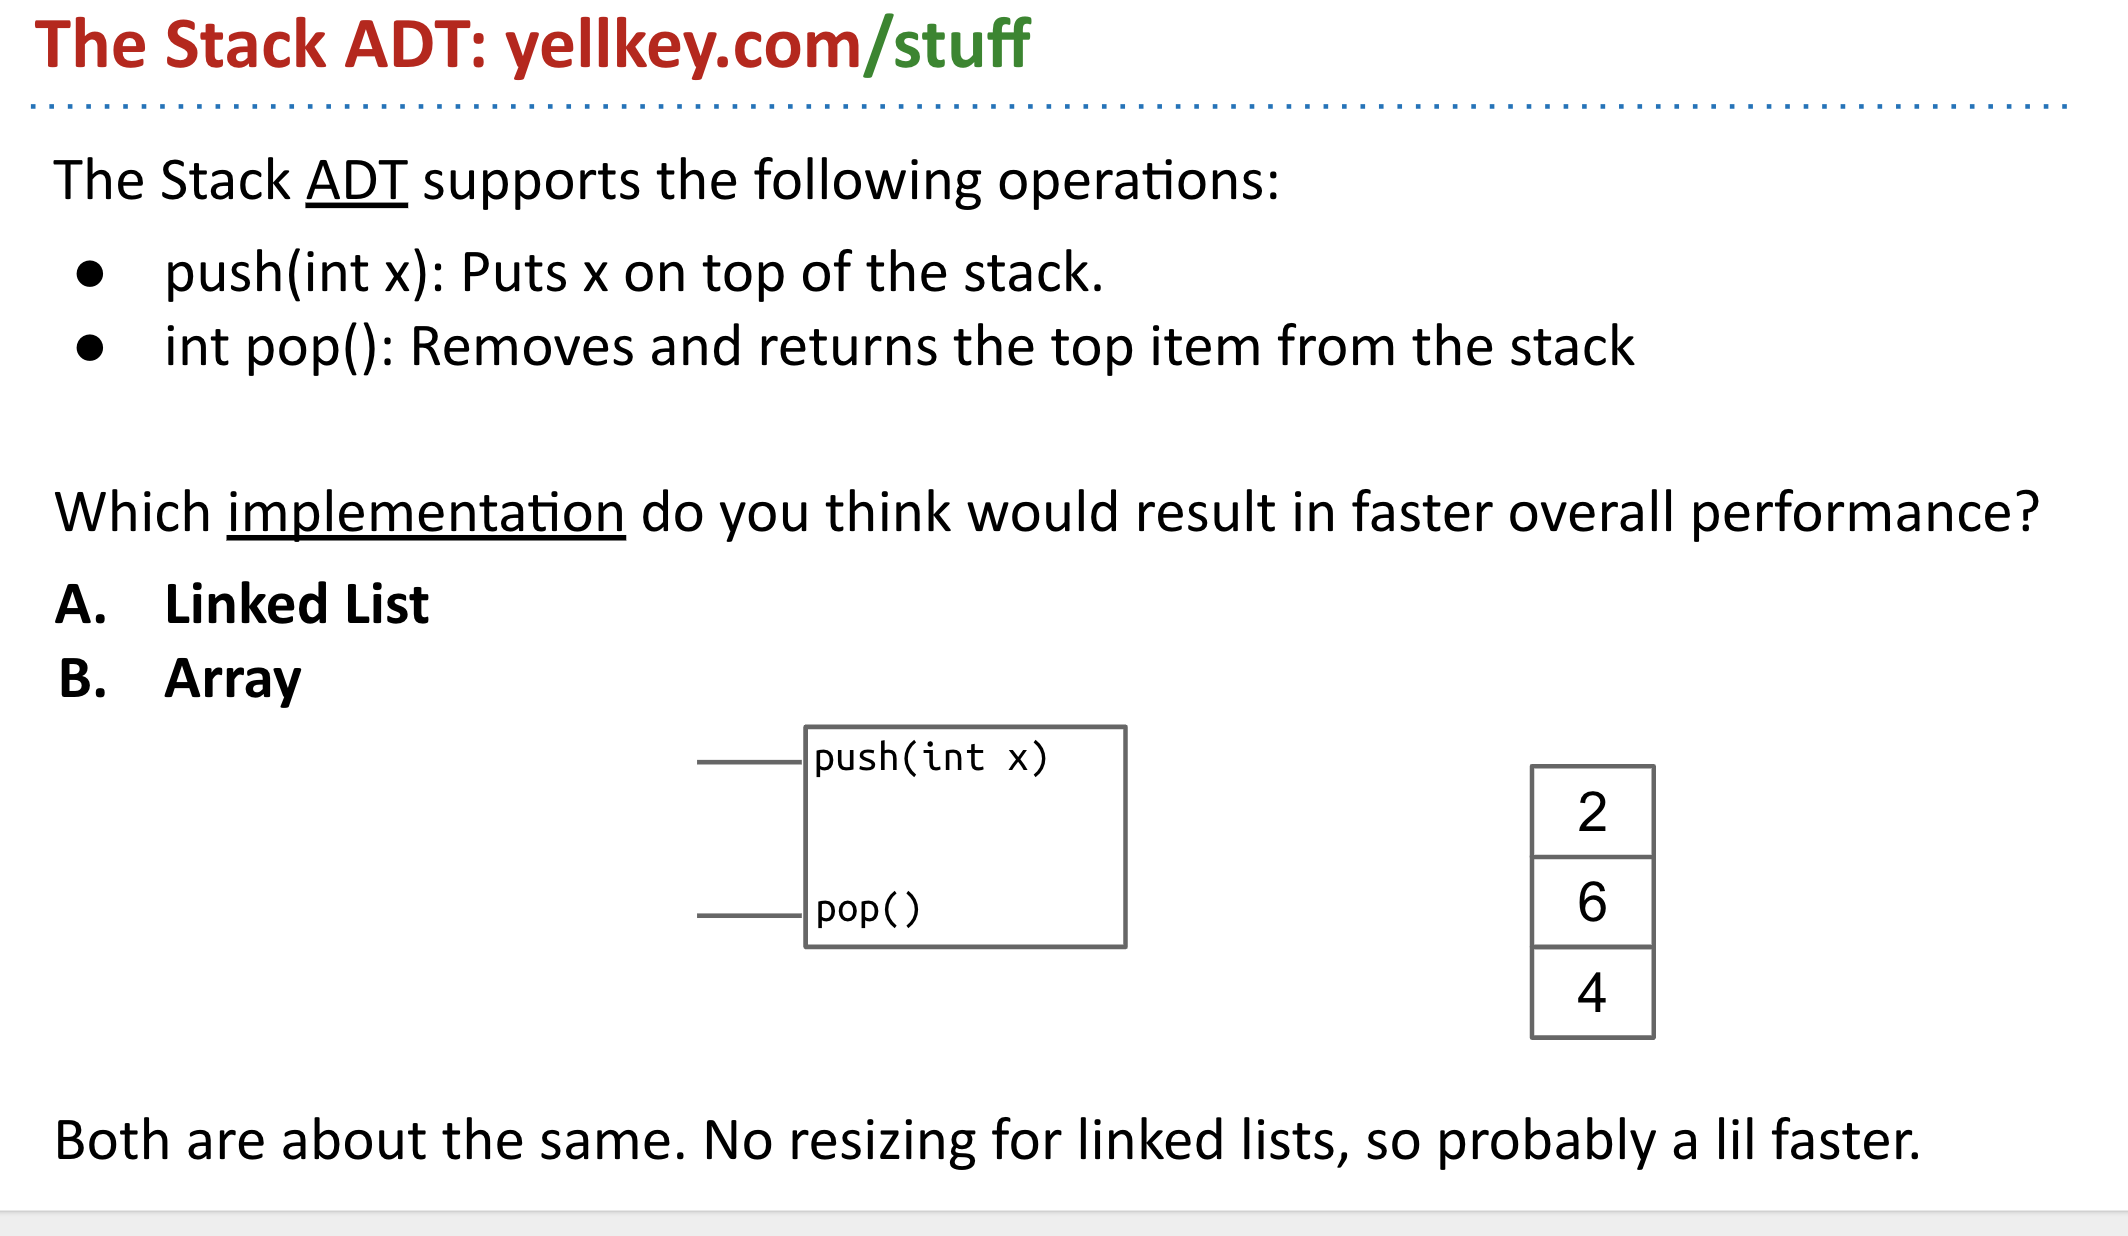 The Stack ADT: yellkey.com/stuff
The Stack ADT supports the following operations:
● push(int x): Puts x on top of the stack.
● int pop(): Removes and returns the top item from the stack
Which implementation do you think would result in faster overall performance?
A. Linked List
B. Array
push(int x)
pop()
2
6
4
Both are about the same. No resizing for linked lists, so probably a lil faster.